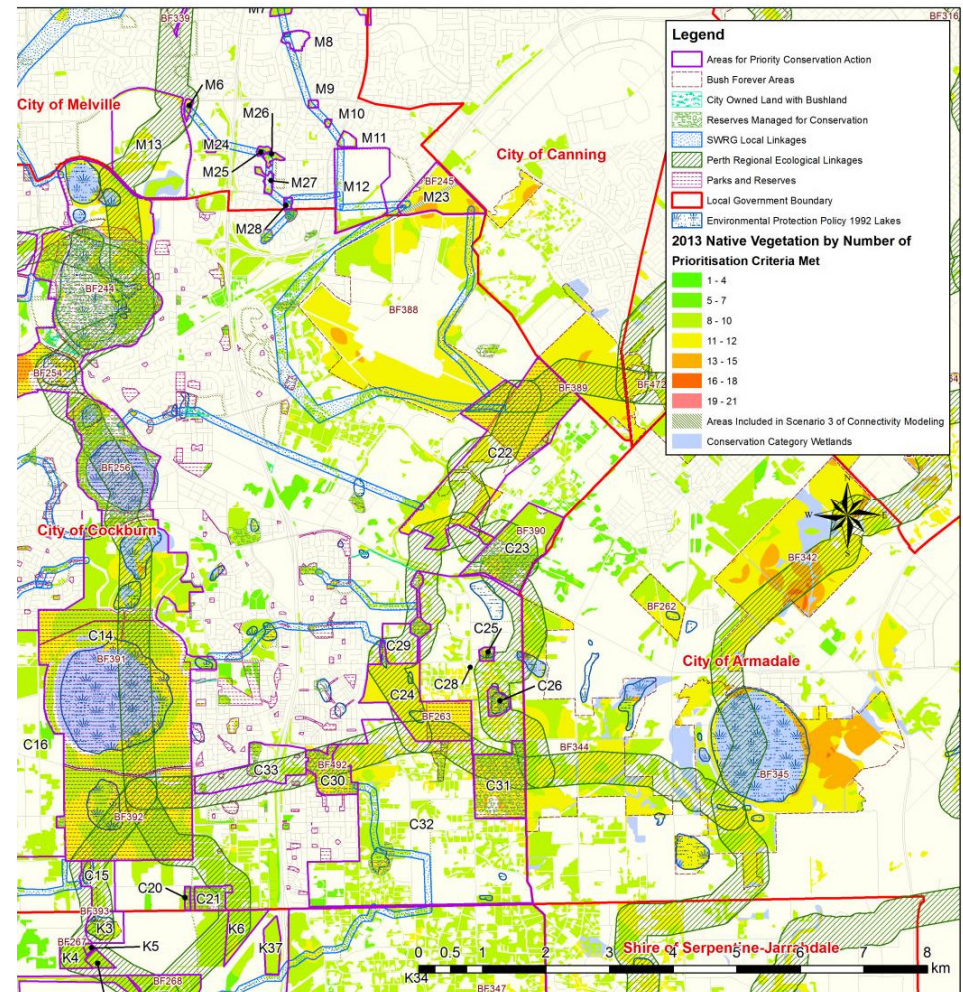 BF339
M7
M8
BF316
M6
M9
M26
M10
City of Melville
M11
M24
M13
M25
M27
M12
BF245
M23
City of Canning
M28
BF244
BF388
BF254
BF389
BF472
C22
BF256
City of Cockburn
BF390
C23
BF342
BF262
C14
BF391
C29
C25
City of Armadale
C24
C28
C26
C16
BF263
BF344
C33
BF492
C30
C31
BF345
BF392
C32
C15
C20
C21
BF393
K3
K6
K5
BF267
K4
K37
BF268
K34
BF347
Shire of Serpentine-Jarrahdale
0 0.5 1 2 3 4 5 6 7 8
km
N
W E
S
Legend
Areas for Priority Conservation Action
Bush Forever Areas
City Owned Land with Bushland
Reserves Managed for Conservation
SWRG Local Linkages
Perth Regional Ecological Linkages
Parks and Reserves
Local Government Boundary
Environmental Protection Policy 1992 Lakes
2013 Native Vegetation by Number of
Prioritisation Criteria Met
1 - 4
5 - 7
8 - 10
11 - 12
13 - 15
16 - 18
19 - 21
Areas Included in Scenario 3 of Connectivity Modeling
Conservation Category Wetlands